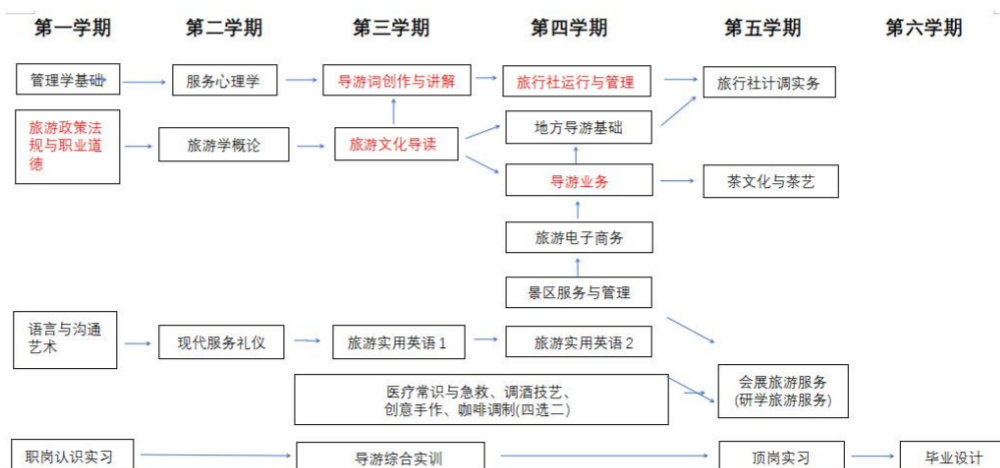 第一学期
第二学期
第三学期
第四学期
第五学期
第六学期
管理学基础
服务心理学
导游词创作与讲解
旅行社运行与管理
旅行社计调实务
旅游政策法
规与职业道
德
旅游学概论
旅游文化导读
地方导游基础
导游业务
茶文化与茶艺
旅游电子商务
景区服务与管理
语言与沟通
艺术
现代服务礼仪
旅游实用英语1
旅游实用英语2
医疗常识与急救、调酒技艺、
创意手作、咖啡调制(四选二）
会展旅游服务
(研学旅游服务)
职岗认识实习
导游综合实训
顶岗实习
毕业设计